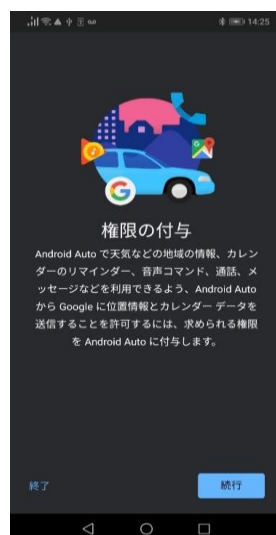 14:25
権限の付与
Android Auto で天気などの地域の情報、カレン
ダーのリマインダー、音声コマンド、通話、メ
ッセージなどを利用できるよう、Android Auto
から Google に位置情報とカレンダー データを
送信することを許可するには、求められる権限
を Android Auto に付与します。
終了
続行